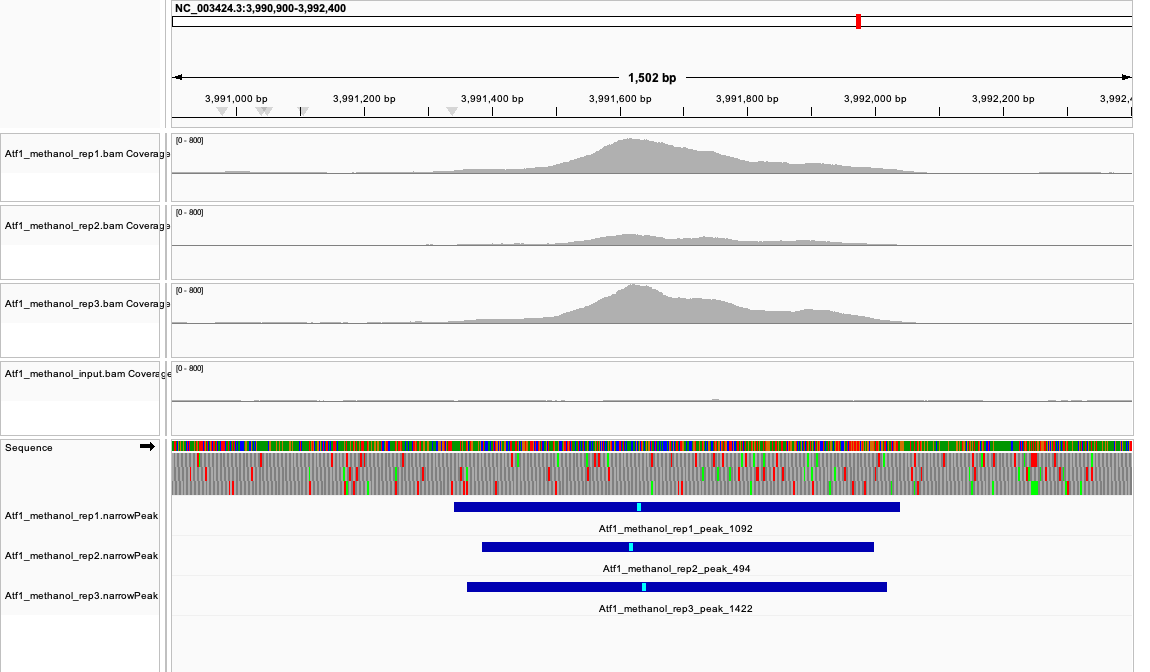 NC_003424.3:3,990,900-3,992,400
1,502 bp
3,991,000 bp 3,991,200 bp 3,991,400 bp 3,991,600 bp 3,991,800 bp 3,992,000 bp 3,992,200 bp 3,992,4
Atf1_methanol_rep1.bam Coverage [0 - 800]
Atf1_methanol_rep2.bam Coverage [0 - 800]
Atf1_methanol_rep3.bam Coverage [0 - 800]
Atf1_methanol_input.bam Coverage [0 - 800]
Sequence
Atf1_methanol_rep1.narrowPeak
Atf1_methanol_rep1_peak_1092
Atf1_methanol_rep2.narrowPeak
Atf1_methanol_rep2_peak_494
Atf1_methanol_rep3.narrowPeak
Atf1_methanol_rep3_peak_1422